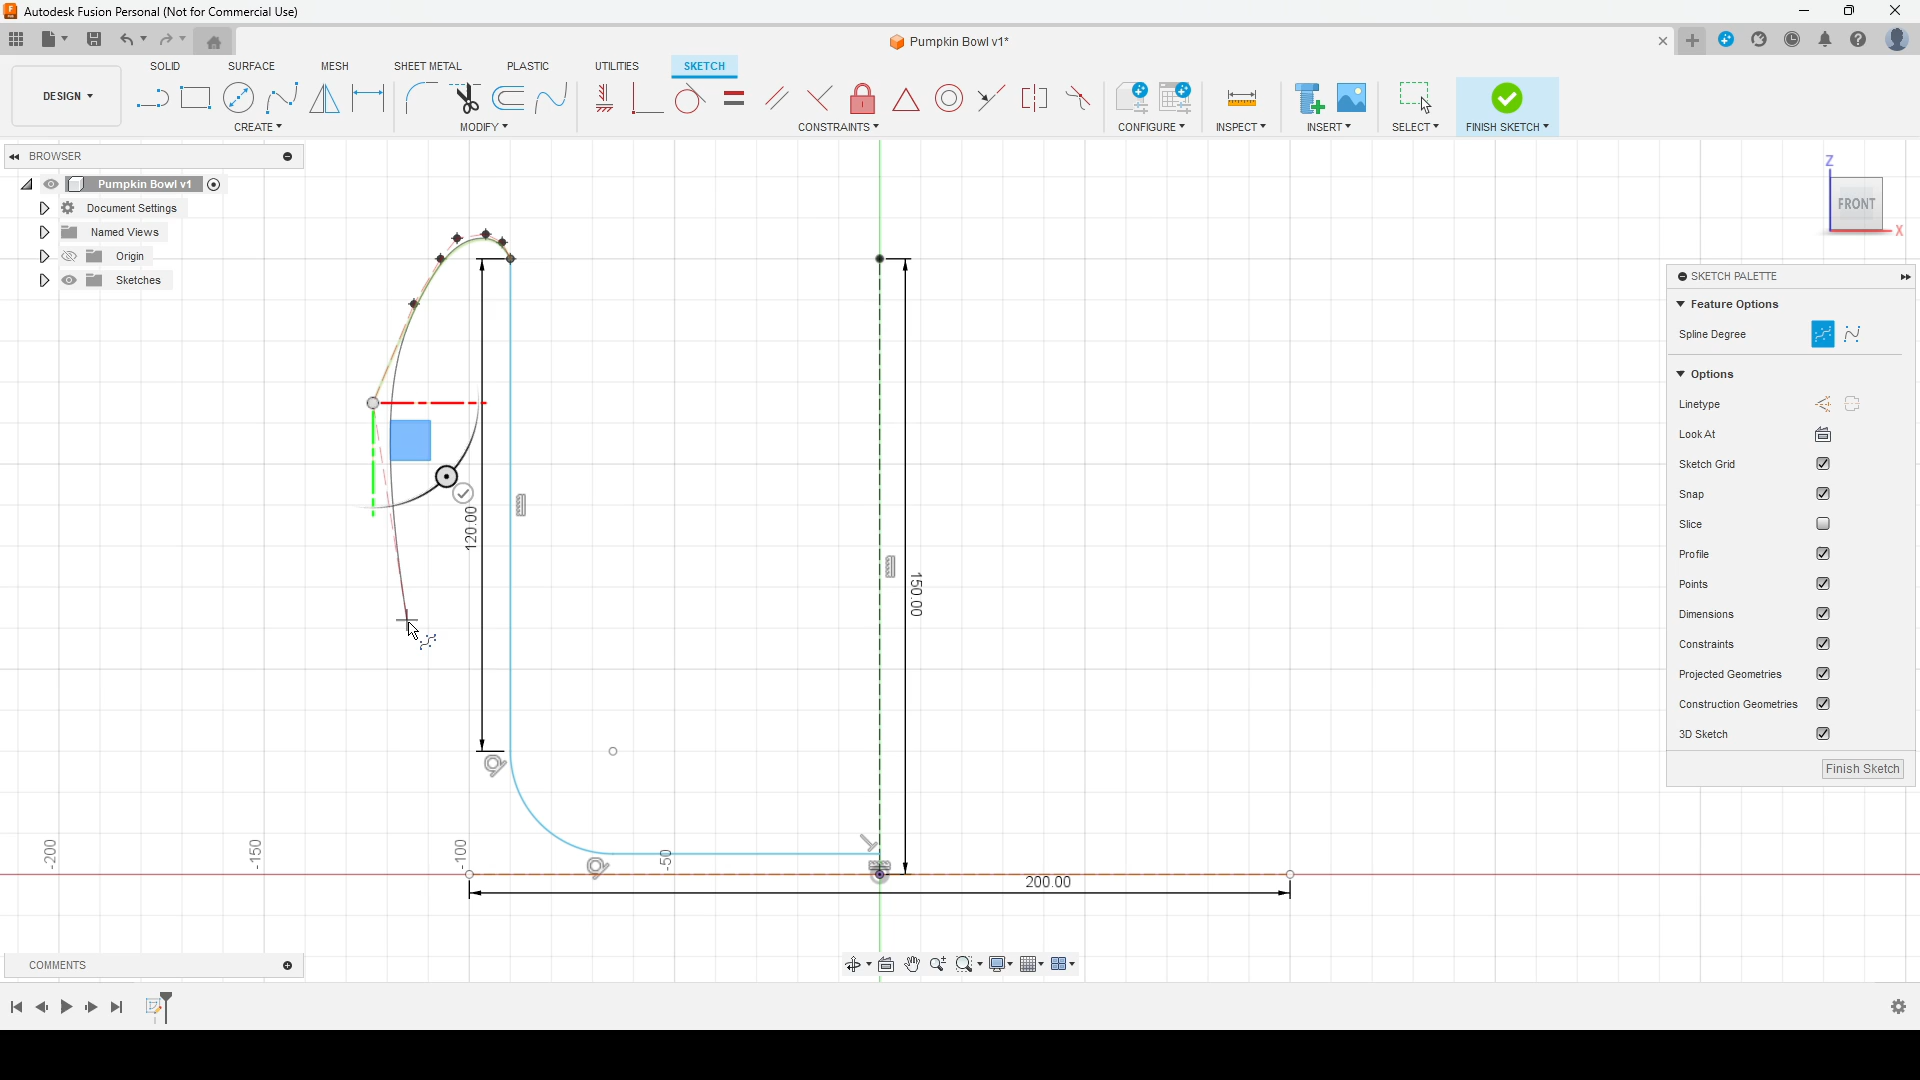 Autodesk Fusion Personal (Not for Commercial Use)
Pumpkin Bowl v1*
DESIGN
SOLID SURFACE MESH SHEET METAL PLASTIC UTILITIES SKETCH
CREATE MODIFY CONSTRAINTS CONFIGURE INSPECT INSERT SELECT FINISH SKETCH
BROWSER
Pumpkin Bowl v1
Document Settings
Named Views
Origin
Sketches
Z
FRONT
X
SKETCH PALETTE
Feature Options
Spline Degree
Options
Linetype
Look At
Sketch Grid
Snap
Slice
Profile
Points
Dimensions
Constraints
Projected Geometries
Construction Geometries
3D Sketch
Finish Sketch
120.00
150.00
-200
-150
-100
-50
200.00
COMMENTS